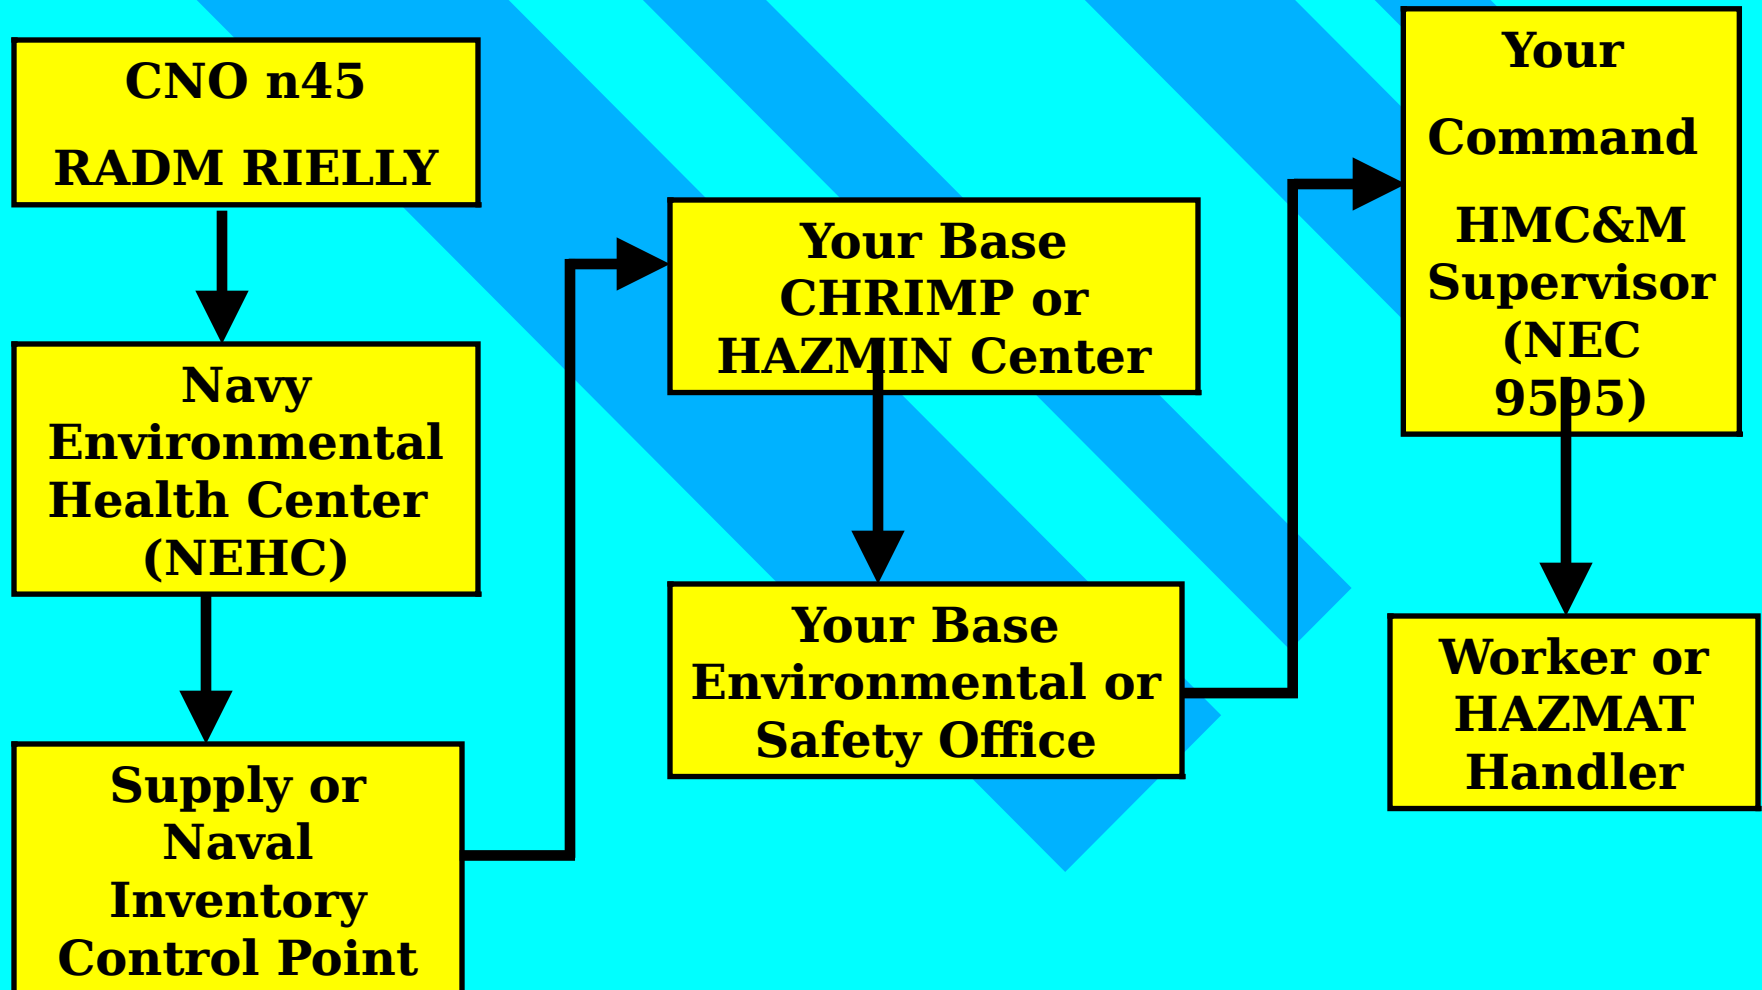 CNO n45
RADM RIELLY
Navy
Environmental
Health Center
(NEHC)
Supply or
Naval
Inventory
Control Point
Your Base
CHRIMP or
HAZMIN Center
Your Base
Environmental or
Safety Office
Your
Command
HMC&M
Supervisor
(NEC
9595)
Worker or
HAZMAT
Handler